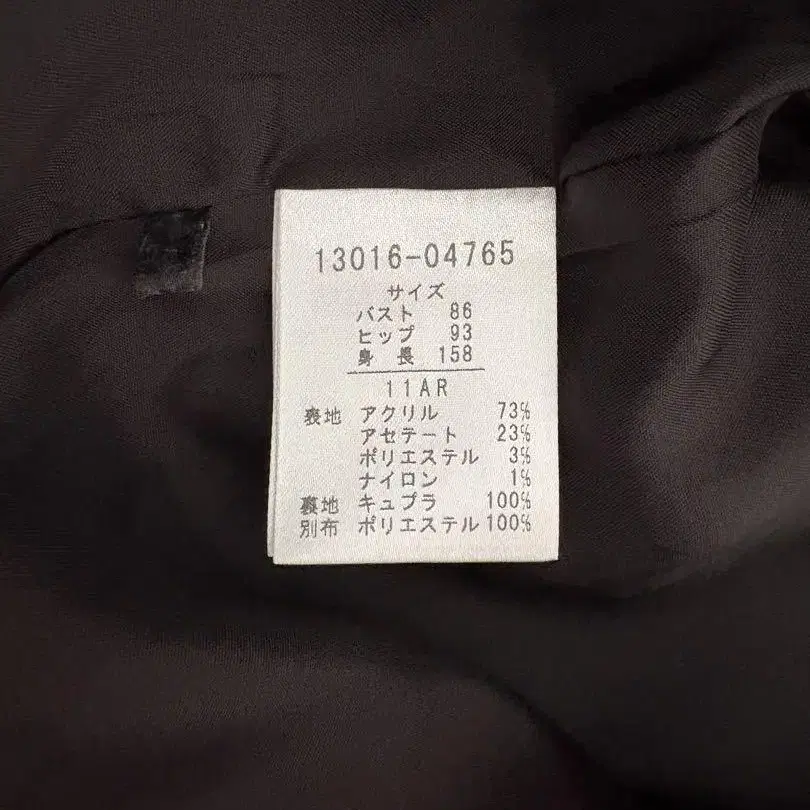 13016-04765
サイズ
バスト 86
ヒップ 93
身長 158
11AR
表地 アクリル 73%
アセテート 23%
ポリエステル 3%
ナイロン 1%
裏地 キュプラ 100%
別布 ポリエステル 100%